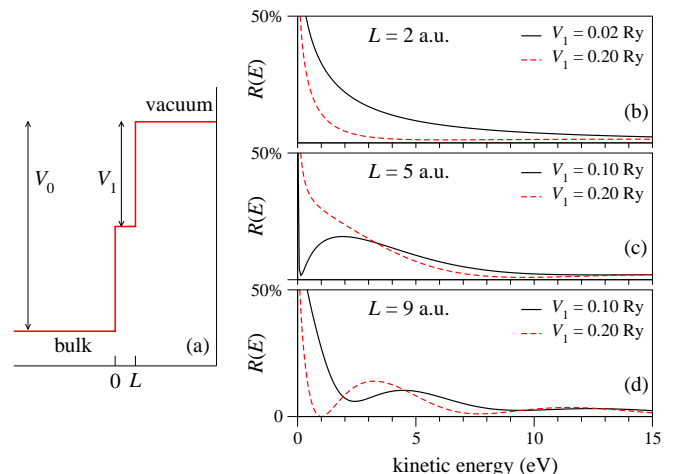 vacuum
V0
V1
bulk
(a)
0 L
50%
L = 2 a.u.
V1 = 0.02 Ry
V1 = 0.20 Ry
R(E)
(b)
50%
L = 5 a.u.
V1 = 0.10 Ry
V1 = 0.20 Ry
R(E)
(c)
50%
L = 9 a.u.
V1 = 0.10 Ry
V1 = 0.20 Ry
R(E)
(d)
0
0 5 10 15
kinetic energy (eV)